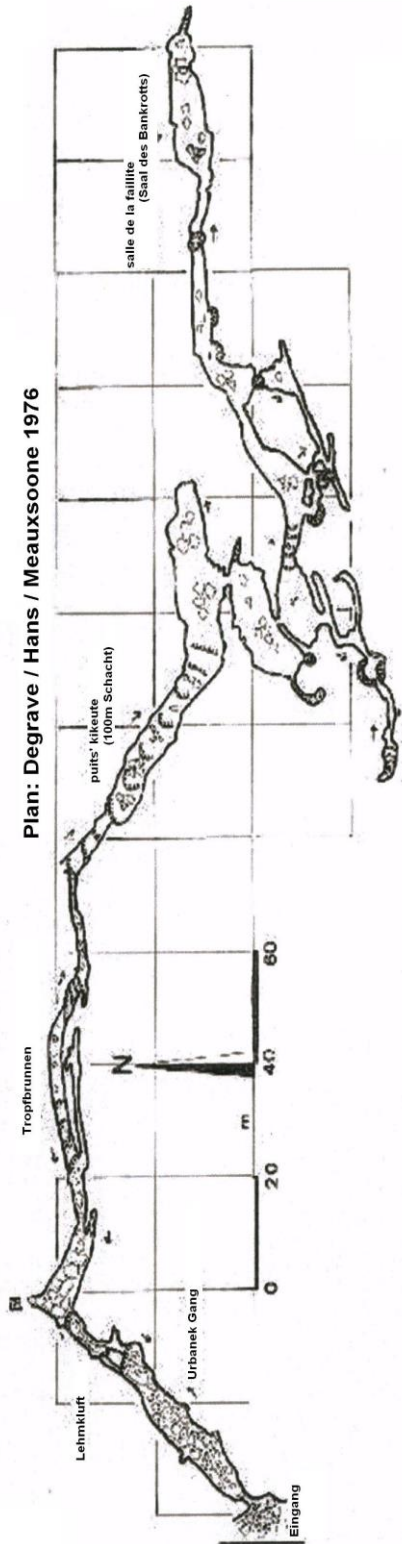 Plan: Degrave / Hans / Meauxsoone 1976
salle de la faillite
(Saal des Bankrotts)
puits' kikeute
(100m Schacht)
Tropfbrunnen
Lehmkluft
Urbanek Gang
Eingang
N
m
0
20
40
60